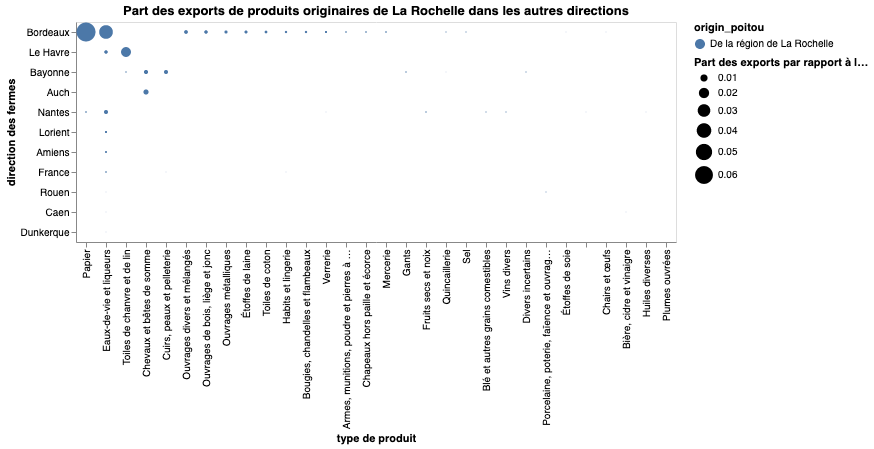 Part des exports de produits originaires de La Rochelle dans les autres directions
direction des fermes
Bordeaux
Le Havre
Bayonne
Auch
Nantes
Lorient
Amiens
France
Rouen
Caen
Dunkerque
Papier
Eaux-de-vie et liqueurs
Toiles de chanvre et de lin
Chevaux et bêtes de somme
Cuirs, peaux et pelleterie
Ouvrages divers et mélangés
Ouvrages de bois, liège et jonc
Ouvrages métalliques
Étoffes de laine
Toiles de coton
Habits et lingerie
Bougies, chandelles et flambeaux
Verrerie
Armes, munitions, poudre et pierres à …
Chapeaux hors paille et écorce
Mercerie
Gants
Fruits secs et noix
Quincaillerie
Sel
Blé et autres grains comestibles
Vins divers
Divers incertains
Porcelaine, poterie, faïence et ouvrag…
Étoffes de soie
Chairs et œufs
Bière, cidre et vinaigre
Huiles diverses
Plumes ouvrées
type de produit
origin_poitou
De la région de La Rochelle
Part des exports par rapport à l…
0.01
0.02
0.03
0.04
0.05
0.06